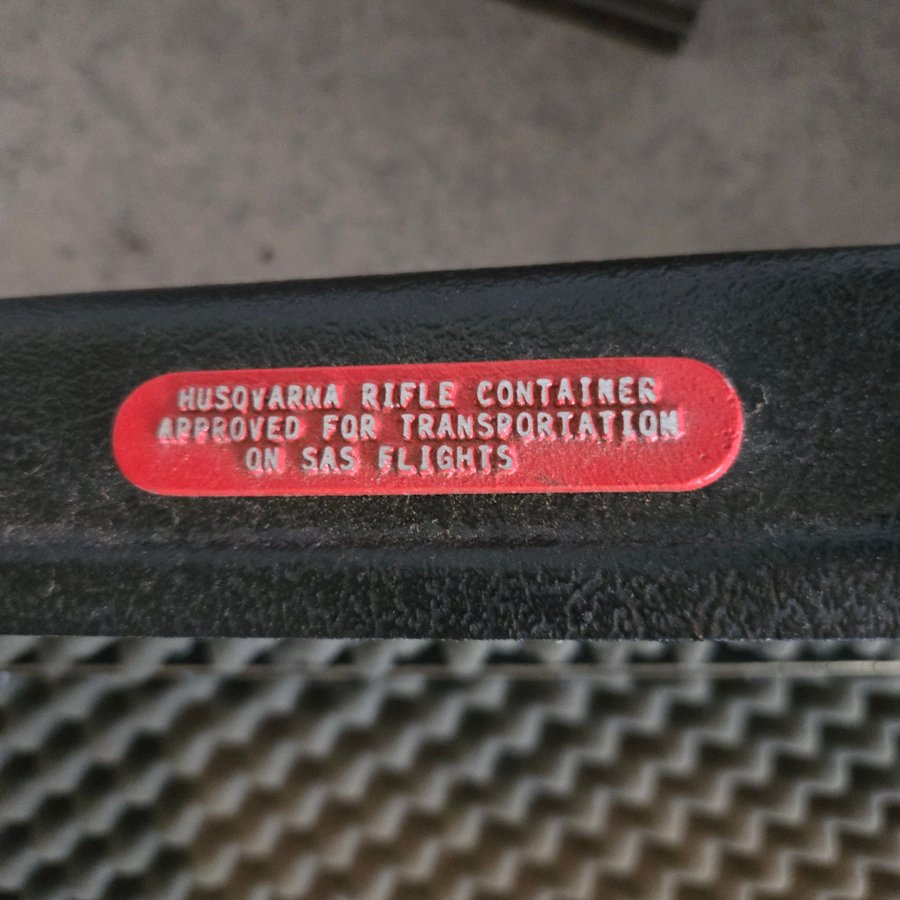 HUSQVARNA RIFLE CONTAINER
APPROVED FOR TRANSPORTATION
ON SAS FLIGHTS